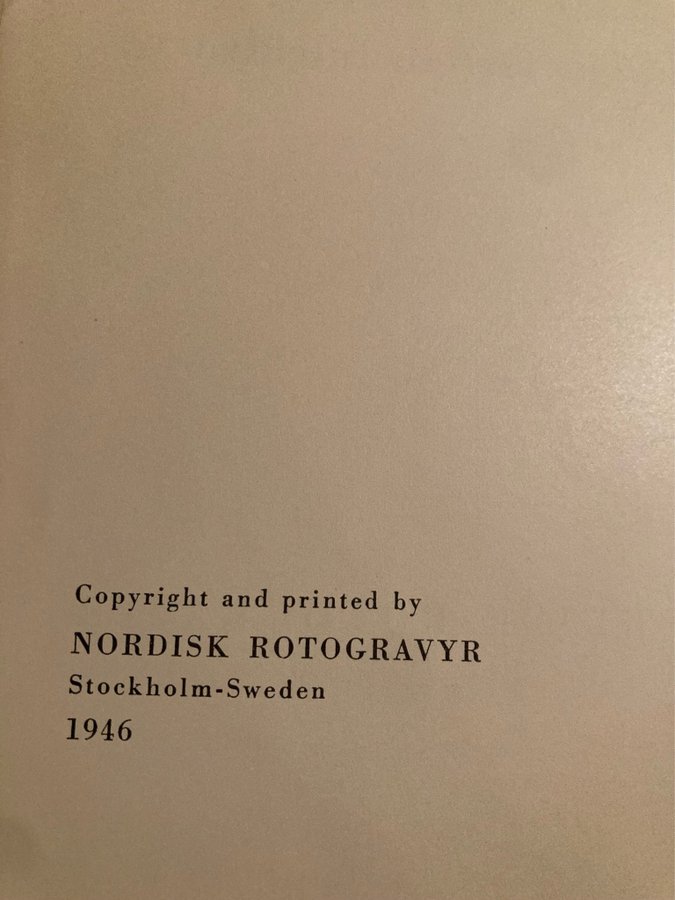 Copyright and printed by
NORDISK ROTOGRAVYR
Stockholm-Sweden
1946